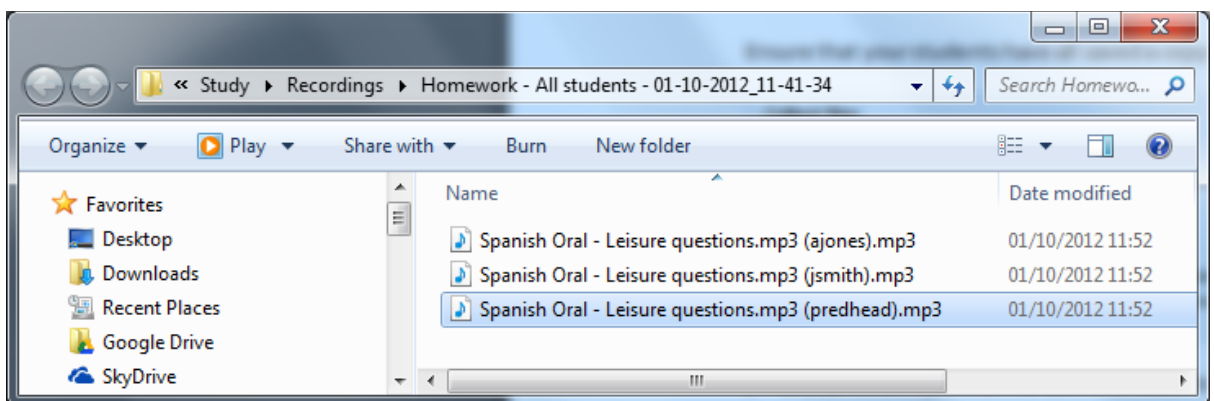 « Study ▸ Recordings ▸ Homework - All students - 01-10-2012_11-41-34 Search Homewo...
Organize Play Share with Burn New folder
Favorites
Desktop
Downloads
Recent Places
Google Drive
SkyDrive
Name Date modified
Spanish Oral - Leisure questions.mp3 (ajones).mp3 01/10/2012 11:52
Spanish Oral - Leisure questions.mp3 (jsmith).mp3 01/10/2012 11:52
Spanish Oral - Leisure questions.mp3 (predhead).mp3 01/10/2012 11:52